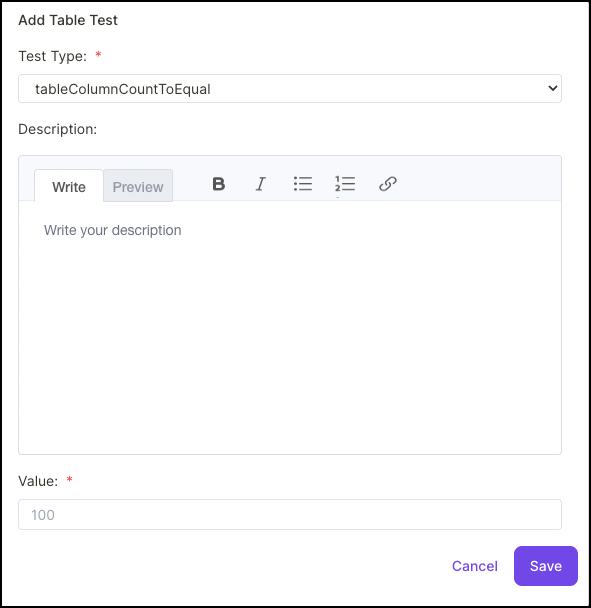 Add Table Test
Test Type: *
tableColumnCountToEqual
Description:
Write Preview B I
Write your description
Value: *
100
Cancel Save